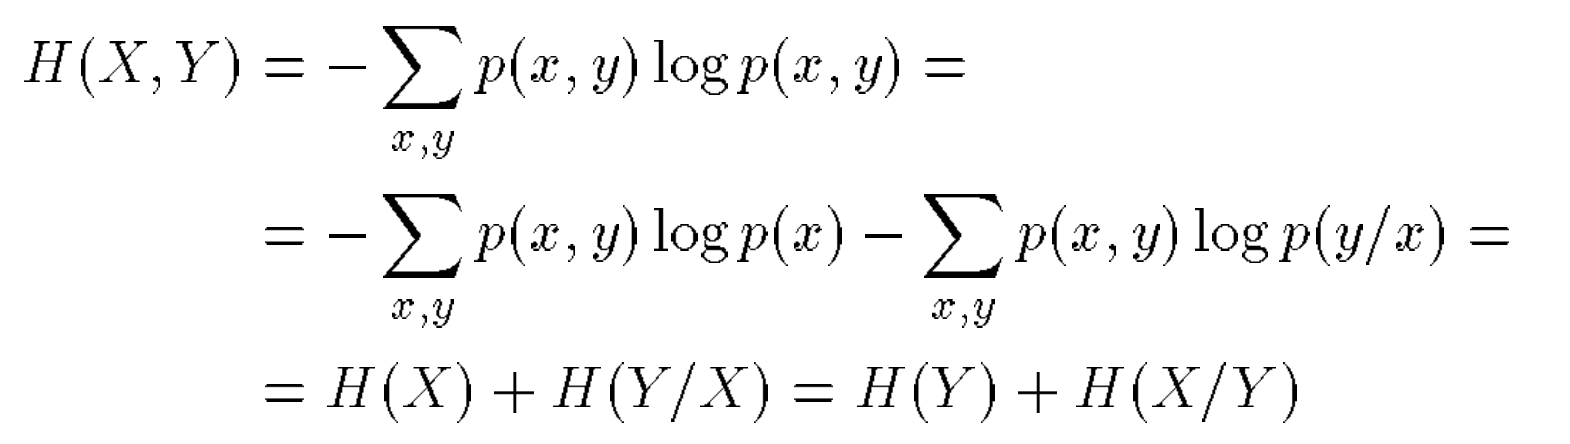 H(X, Y) = − ∑_{x,y} p(x, y) log p(x, y) =
= − ∑_{x,y} p(x, y) log p(x) − ∑_{x,y} p(x, y) log p(y/x) =
= H(X) + H(Y/X) = H(Y) + H(X/Y)